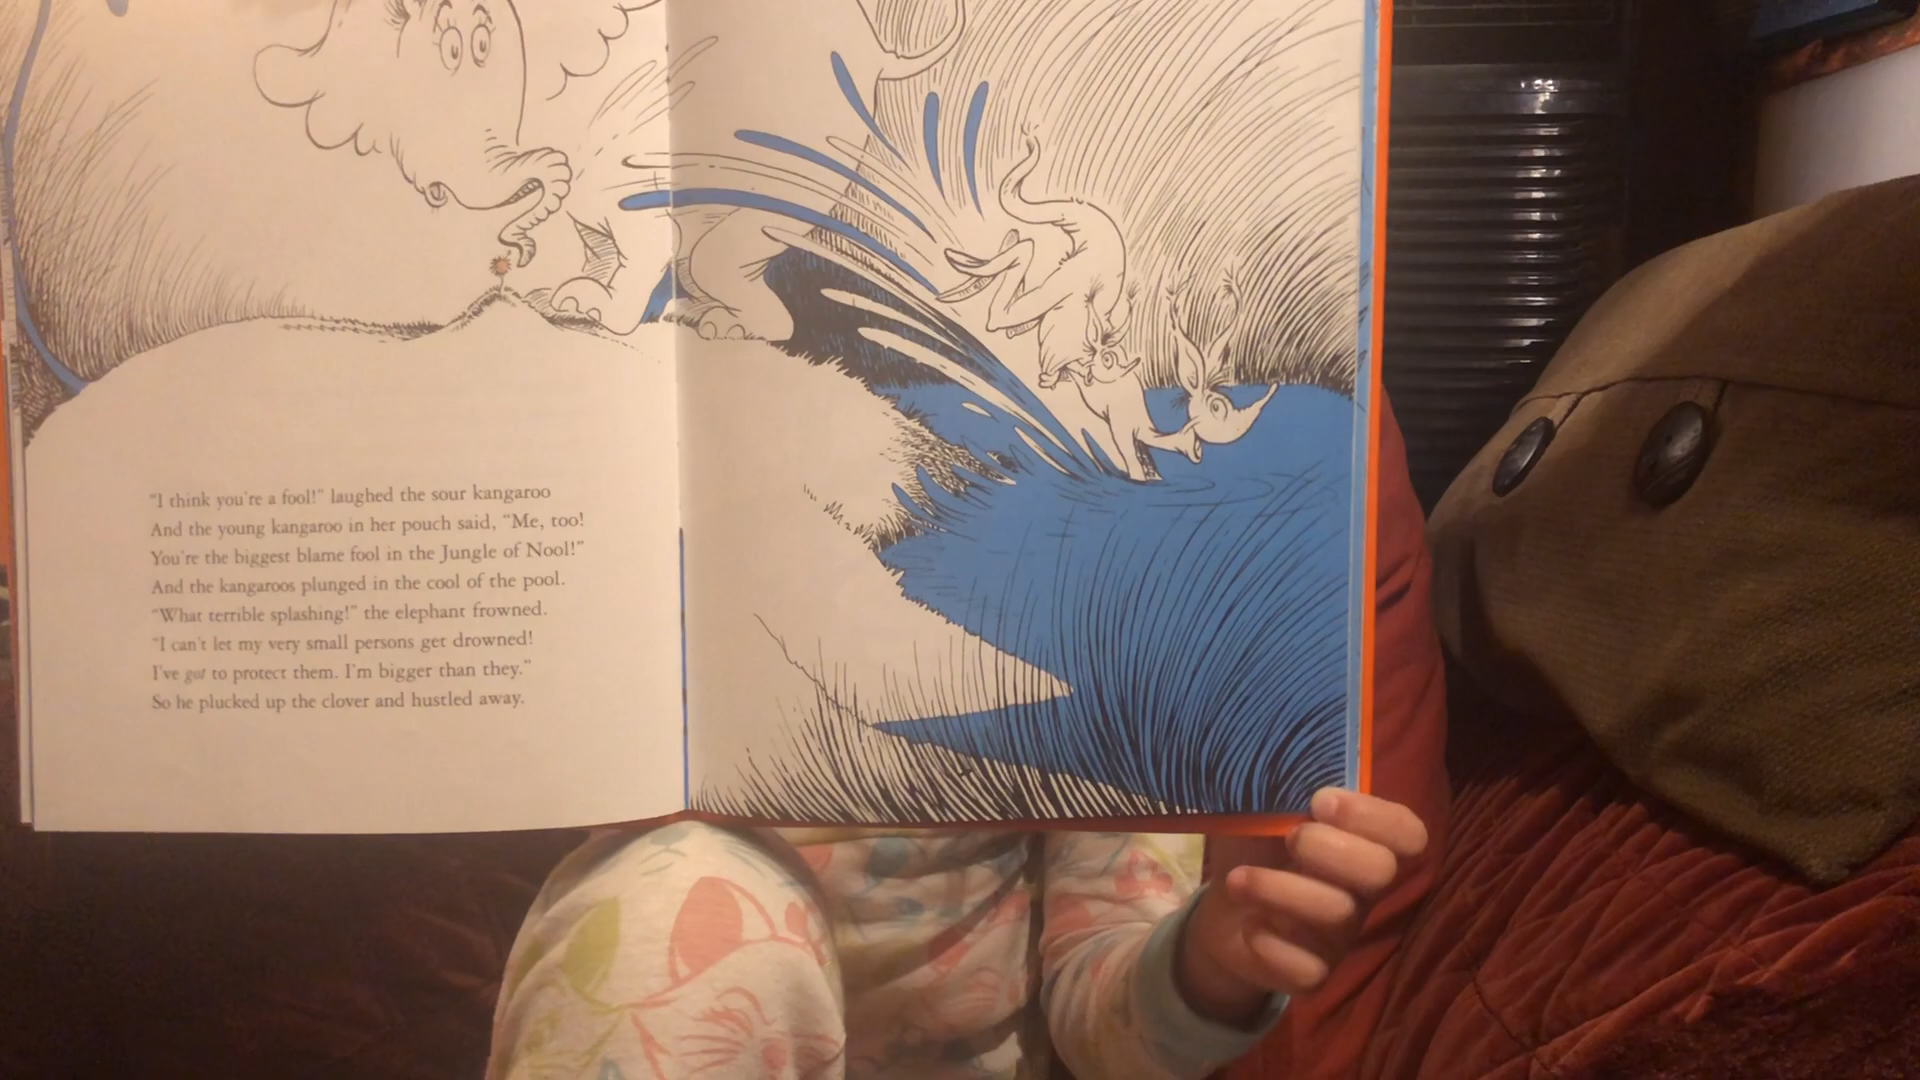 "I think you're a fool!" laughed the sour kangaroo
And the young kangaroo in her pouch said, "Me, too!
You're the biggest blame fool in the Jungle of Nool!"
And the kangaroos plunged in the cool of the pool.
"What terrible splashing!" the elephant frowned.
"I can't let my very small persons get drowned!
I've got to protect them. I'm bigger than they."
So he plucked up the clover and hustled away.